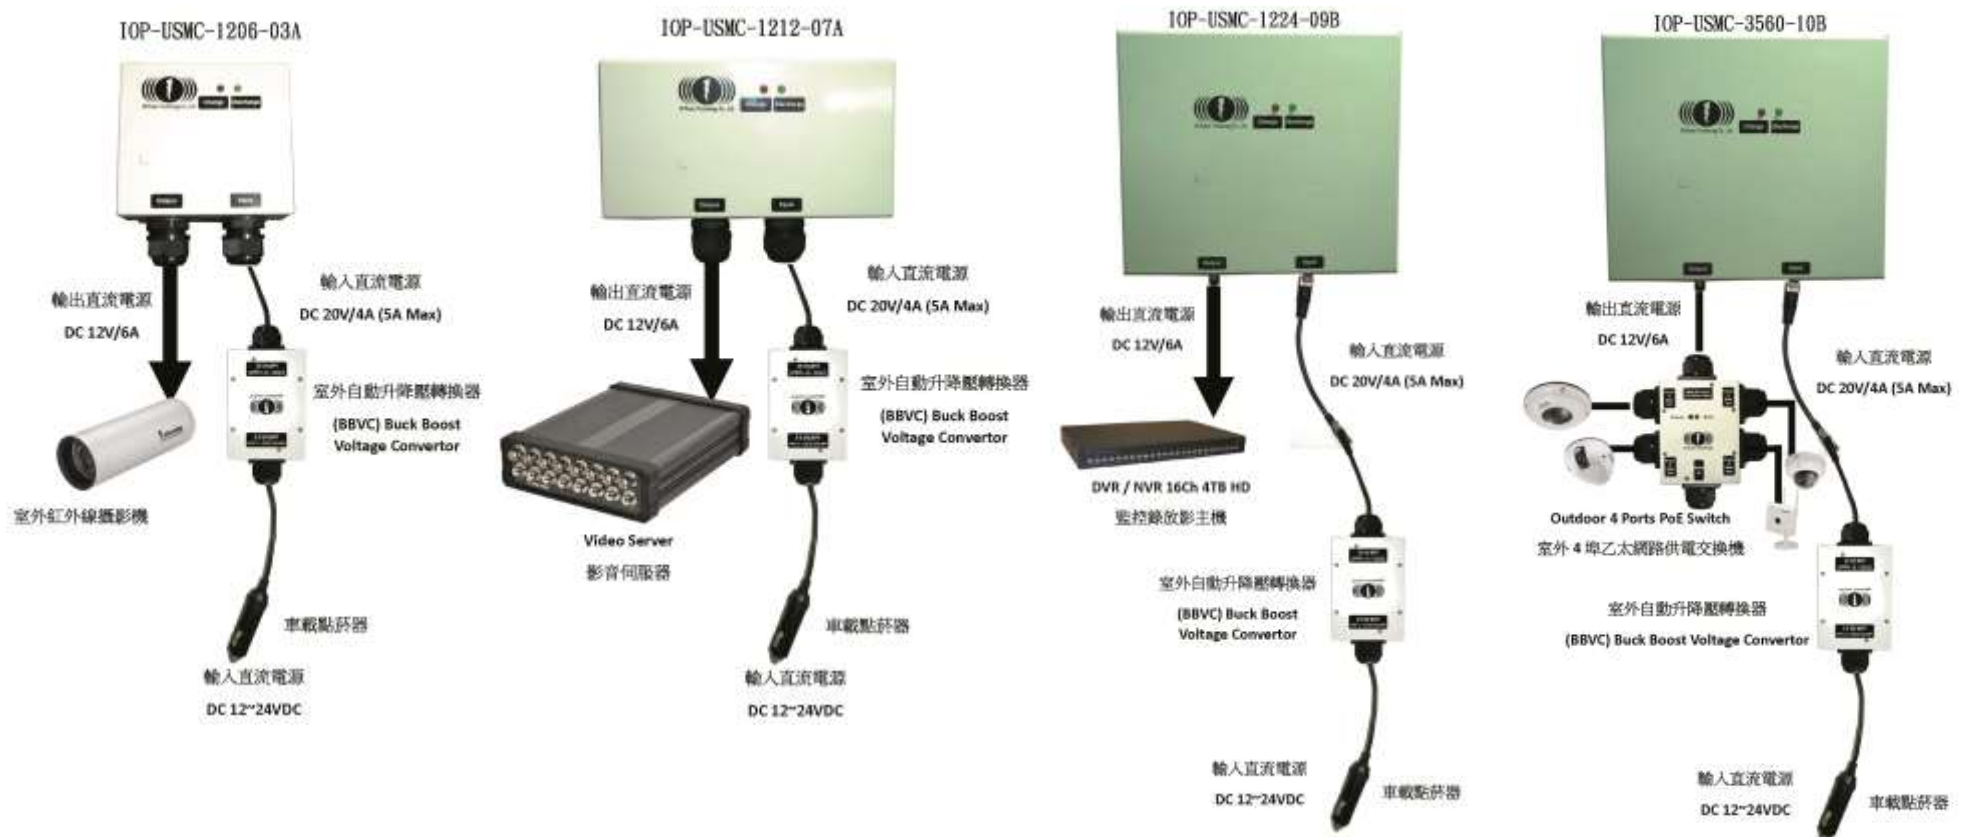 IOP-USMC-1206-03A
Output
Input
輸出直流電源
DC 12V/6A
輸入直流電源
DC 20V/4A (5A Max)
室外自動升降壓轉換器
(BBVC) Buck Boost
Voltage Convertor
室外紅外線攝影機
車載點菸器
輸入直流電源
DC 12~24VDC
IOP-USMC-1212-07A
Output
Input
輸出直流電源
DC 12V/6A
輸入直流電源
DC 20V/4A (5A Max)
室外自動升降壓轉換器
(BBVC) Buck Boost
Voltage Convertor
Video Server
影音伺服器
車載點菸器
輸入直流電源
DC 12~24VDC
IOP-USMC-1224-09B
Output
Input
輸出直流電源
DC 12V/6A
輸入直流電源
DC 20V/4A (5A Max)
DVR / NVR 16Ch 4TB HD
監控錄放影主機
室外自動升降壓轉換器
(BBVC) Buck Boost
Voltage Convertor
輸入直流電源
DC 12~24VDC
車載點菸器
IOP-USMC-3560-10B
Output
Input
輸出直流電源
DC 12V/6A
輸入直流電源
DC 20V/4A (5A Max)
Outdoor 4 Ports PoE Switch
室外 4 埠乙太網路供電交換機
室外自動升降壓轉換器
(BBVC) Buck Boost Voltage Convertor
輸入直流電源
DC 12~24VDC
車載點菸器